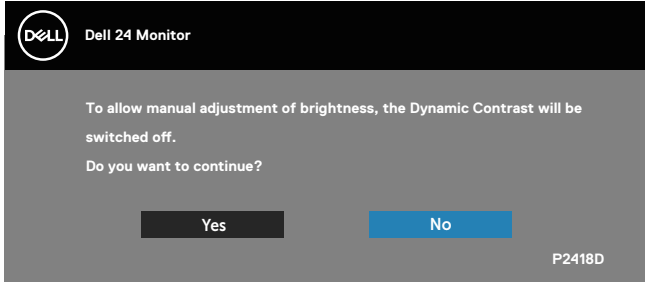 DELL
Dell 24 Monitor
To allow manual adjustment of brightness, the Dynamic Contrast will be
switched off.
Do you want to continue?
Yes No
P2418D